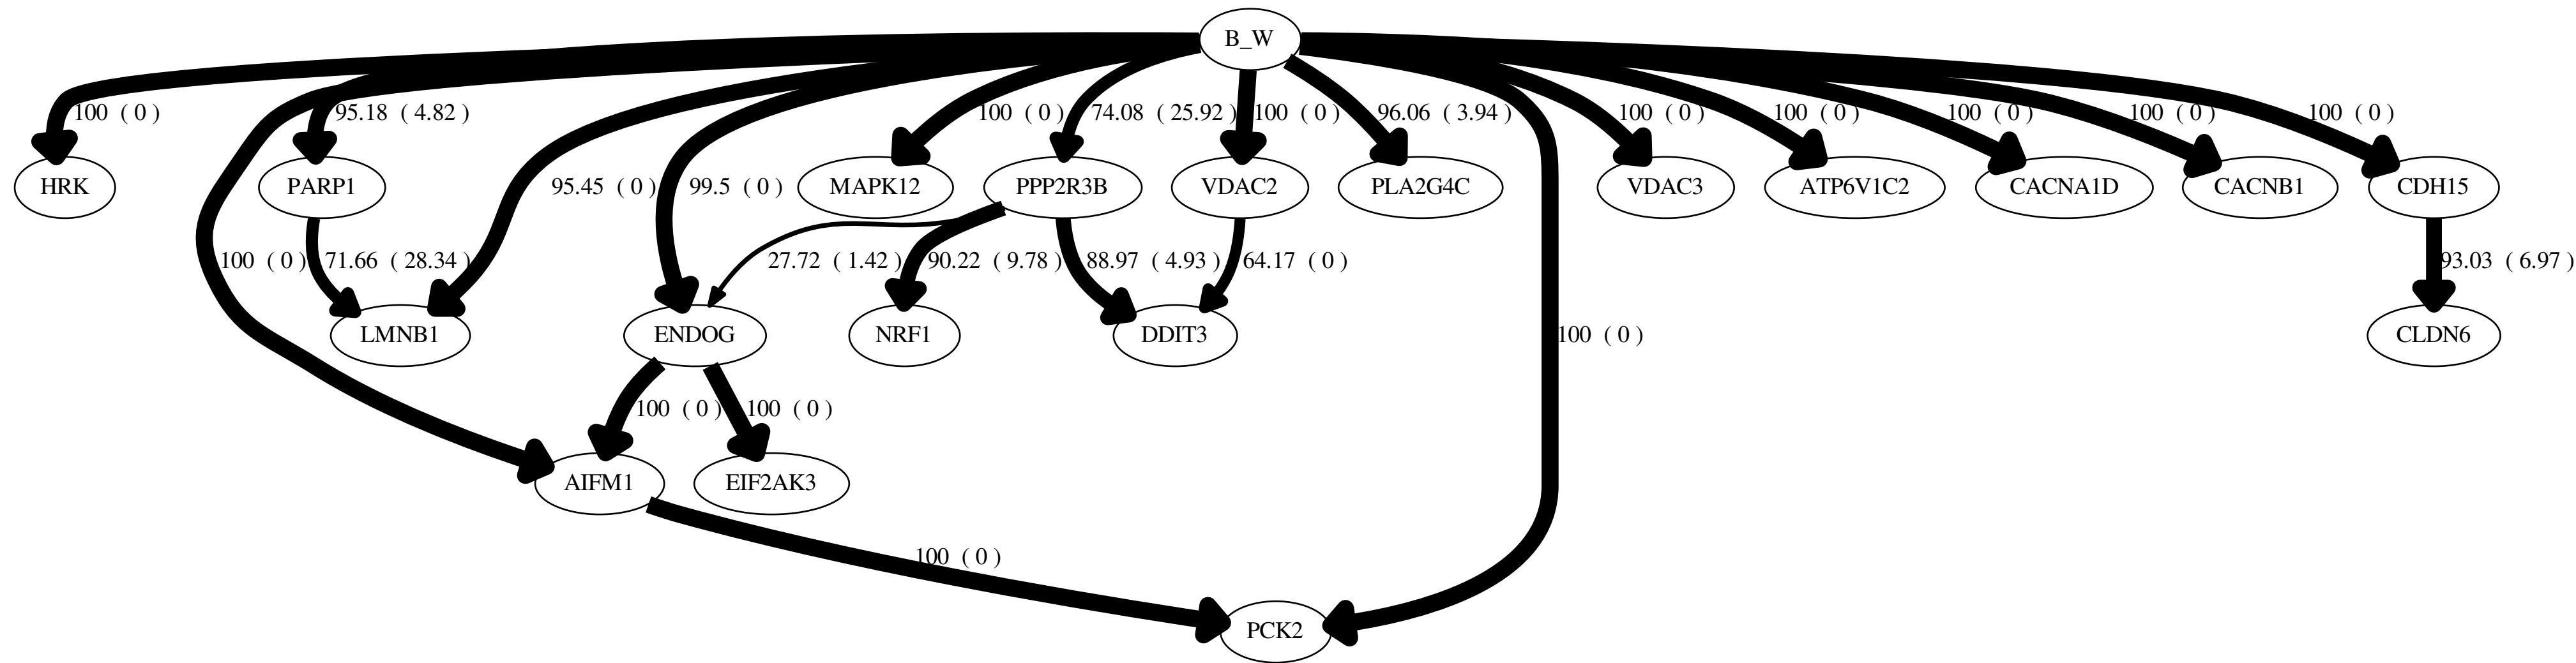 B_W
100 ( 0 )
95.18 ( 4.82 )
100 ( 0 )
74.08 ( 25.92 )
100 ( 0 )
96.06 ( 3.94 )
100 ( 0 )
100 ( 0 )
100 ( 0 )
100 ( 0 )
100 ( 0 )
HRK
PARP1
95.45 ( 0 )
99.5 ( 0 )
MAPK12
PPP2R3B
VDAC2
PLA2G4C
VDAC3
ATP6V1C2
CACNA1D
CACNB1
CDH15
100 ( 0 )
71.66 ( 28.34 )
27.72 ( 1.42 )
90.22 ( 9.78 )
88.97 ( 4.93 )
64.17 ( 0 )
93.03 ( 6.97 )
LMNB1
ENDOG
NRF1
DDIT3
100 ( 0 )
CLDN6
100 ( 0 )
100 ( 0 )
AIFM1
EIF2AK3
100 ( 0 )
PCK2